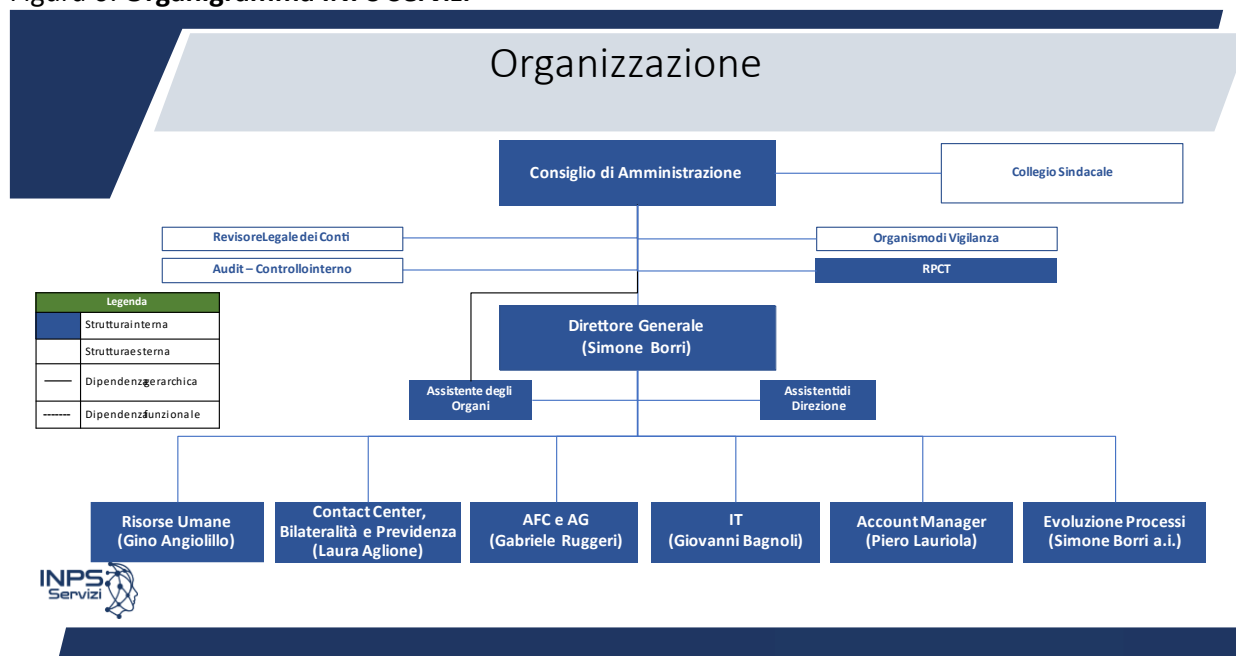 Organizzazione
Consiglio di Amministrazione
Collegio Sindacale
RevisoreLegale dei Conti
Organismodi Vigilanza
Audit – Controllointerno
RPCT
Legenda
Strutturainterna
Strutturaesterna
Dipendenzagerarchica
Dipendenzafunzionale
Direttore Generale
(Simone Borri)
Assistente degli
Organi
Assistentidi
Direzione
Risorse Umane
(Gino Angiolillo)
Contact Center,
Bilateralità e Previdenza
(Laura Aglione)
AFC e AG
(Gabriele Ruggeri)
IT
(Giovanni Bagnoli)
Account Manager
(Piero Lauriola)
Evoluzione Processi
(Simone Borri a.i.)
INPS
Servizi